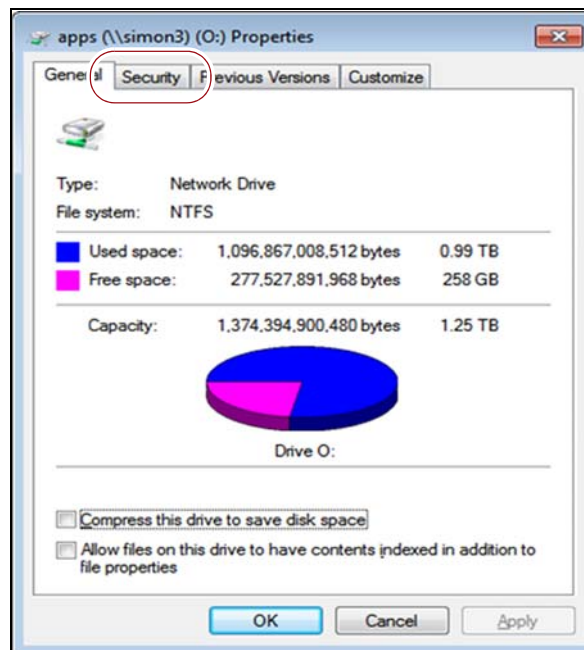 apps (\\simon3) (O:) Properties
General Security Previous Versions Customize
Type: Network Drive
File system: NTFS
Used space: 1,096,867,008,512 bytes 0.99 TB
Free space: 277,527,891,968 bytes 258 GB
Capacity: 1,374,394,900,480 bytes 1.25 TB
Drive O:
Compress this drive to save disk space
Allow files on this drive to have contents indexed in addition to
file properties
OK Cancel Apply